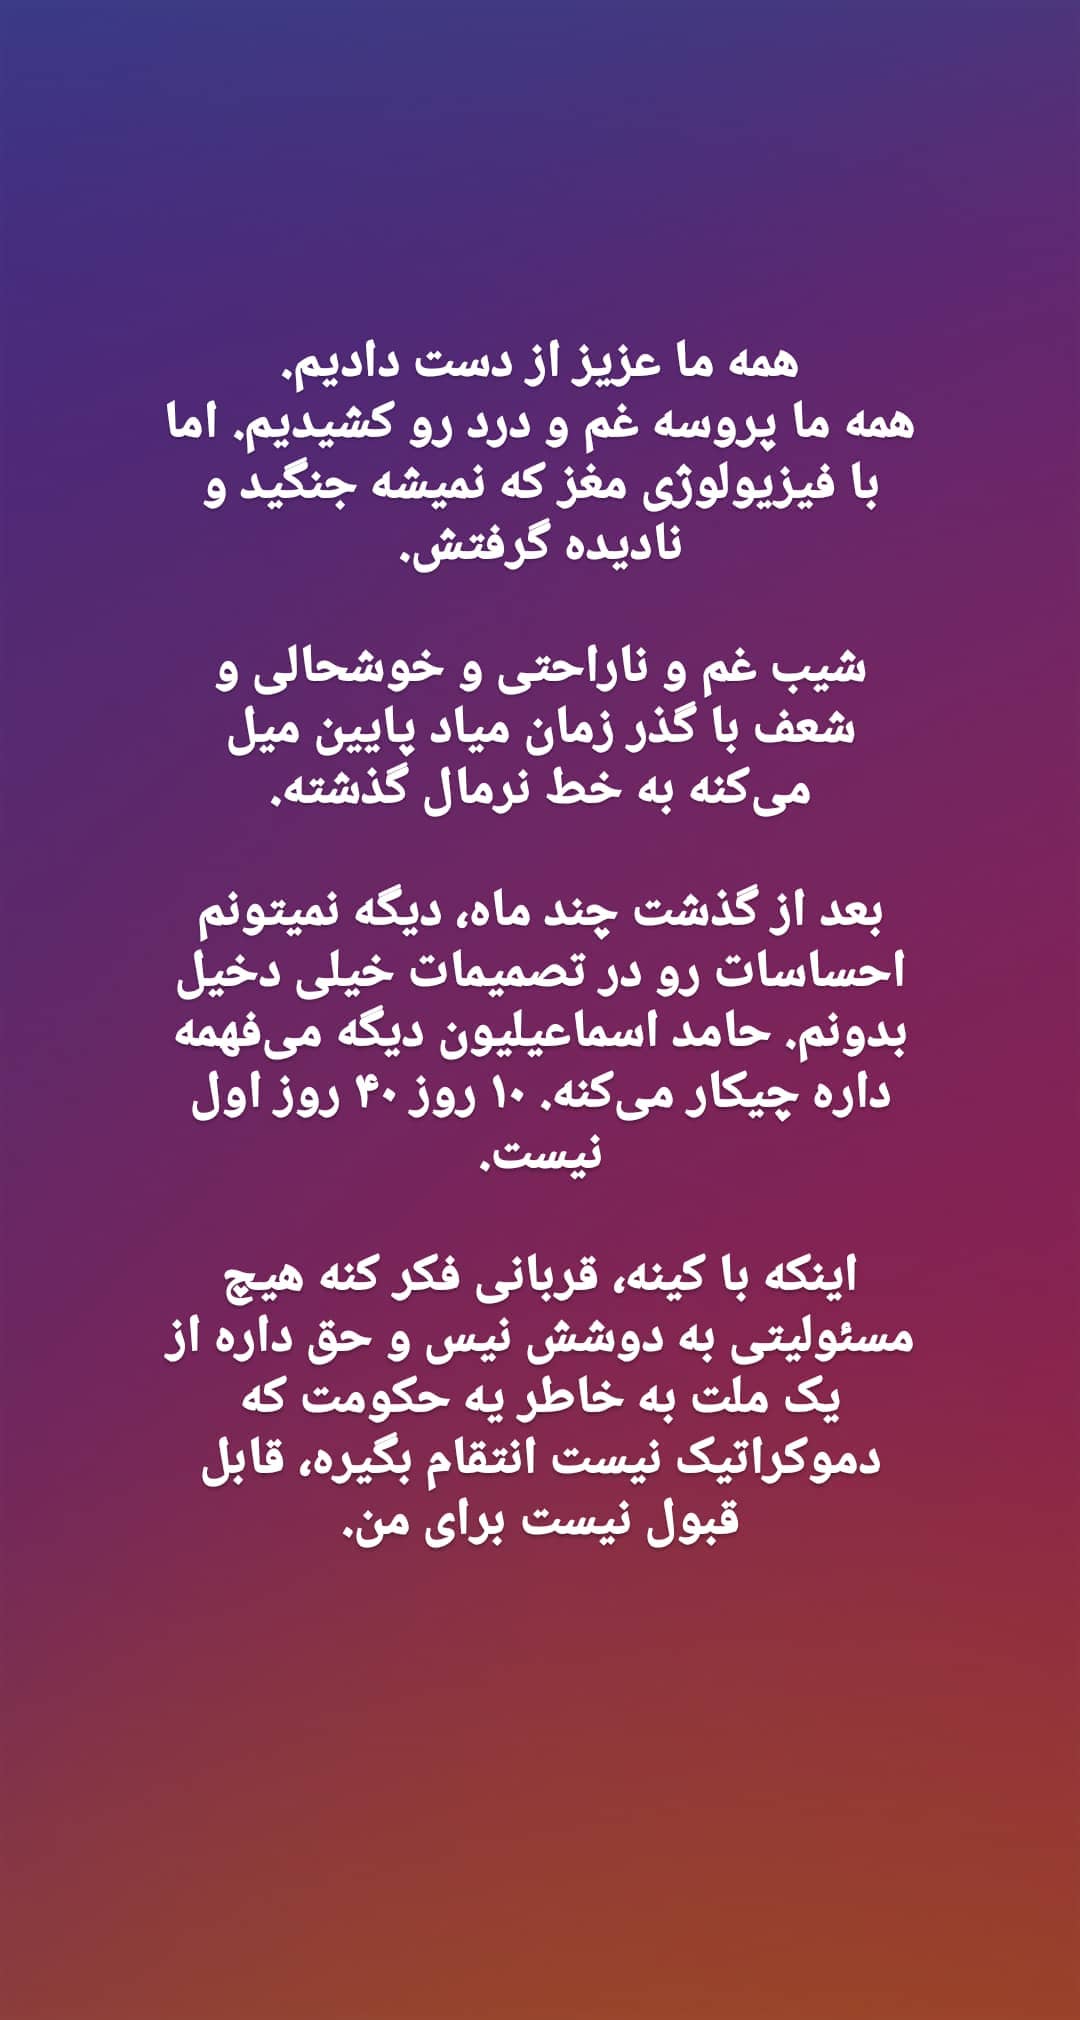 همه ما عزیز از دست دادیم.
همه ما پروسه غم و درد رو کشیدیم. اما
با فیزیولوژی مغز که نمیشه جنگید و
نادیده گرفتش.
شیب غم و ناراحتی و خوشحالی و
شعف با گذر زمان میاد پایین میل
می‌کنه به خط نرمال گذشته.
بعد از گذشت چند ماه، دیگه نمیتونم
احساسات رو در تصمیمات خیلی دخیل
بدونم. حامد اسماعیلیون دیگه می‌فهمه
داره چیکار می‌کنه. ۱۰ روز ۴۰ روز اول
نیست.
اینکه با کینه، قربانی فکر کنه هیچ
مسئولیتی به دوشش نیس و حق داره از
یک ملت به خاطر یه حکومت که
دموکراتیک نیست انتقام بگیره، قابل
قبول نیست برای من.